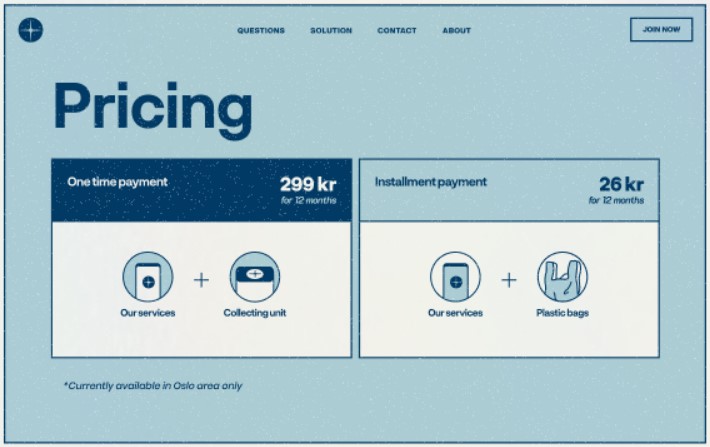 QUESTIONS SOLUTION CONTACT ABOUT JOIN NOW
Pricing
One time payment 299 kr
for 12 months
Installment payment 26 kr
for 12 months
Our services + Collecting unit
Our services + Plastic bags
*Currently available in Oslo area only